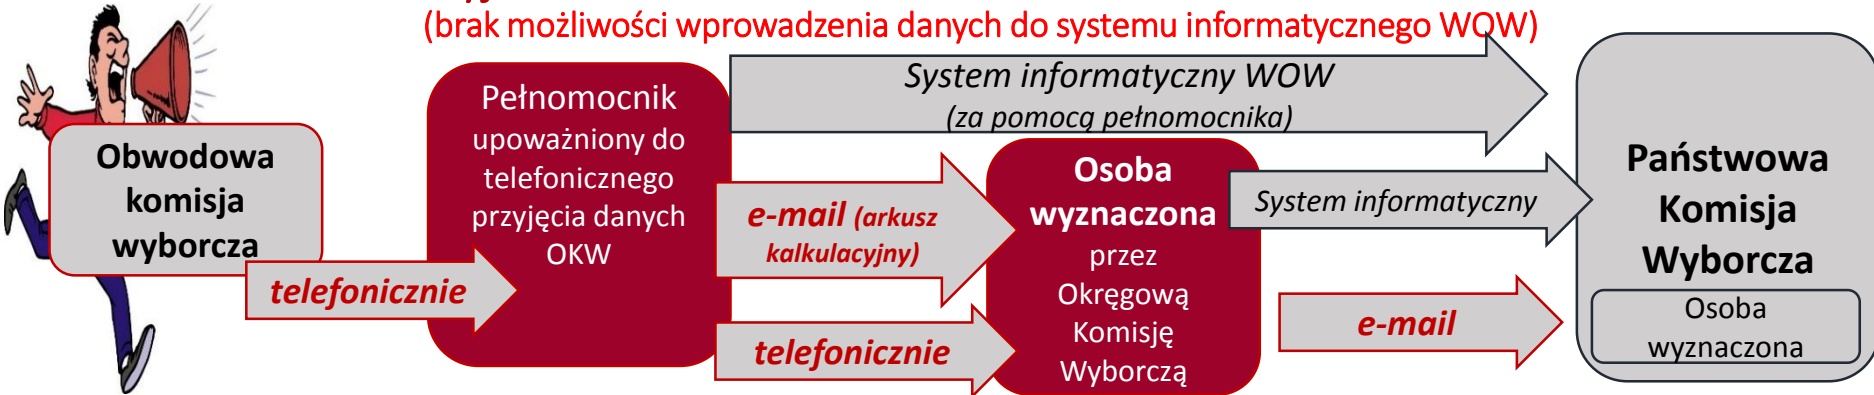 (brak możliwości wprowadzenia danych do systemu informatycznego WOW)
Obwodowa
komisja
wyborcza
telefonicznie
Pełnomocnik
upoważniony do
telefonicznego
przyjęcia danych
OKW
System informatyczny WOW
(za pomocą pełnomocnika)
e-mail (arkusz
kalkulacyjny)
telefonicznie
Osoba
wyznaczona
przez
Okręgową
Komisję
Wyborczą
System informatyczny
e-mail
Państwowa
Komisja
Wyborcza
Osoba
wyznaczona